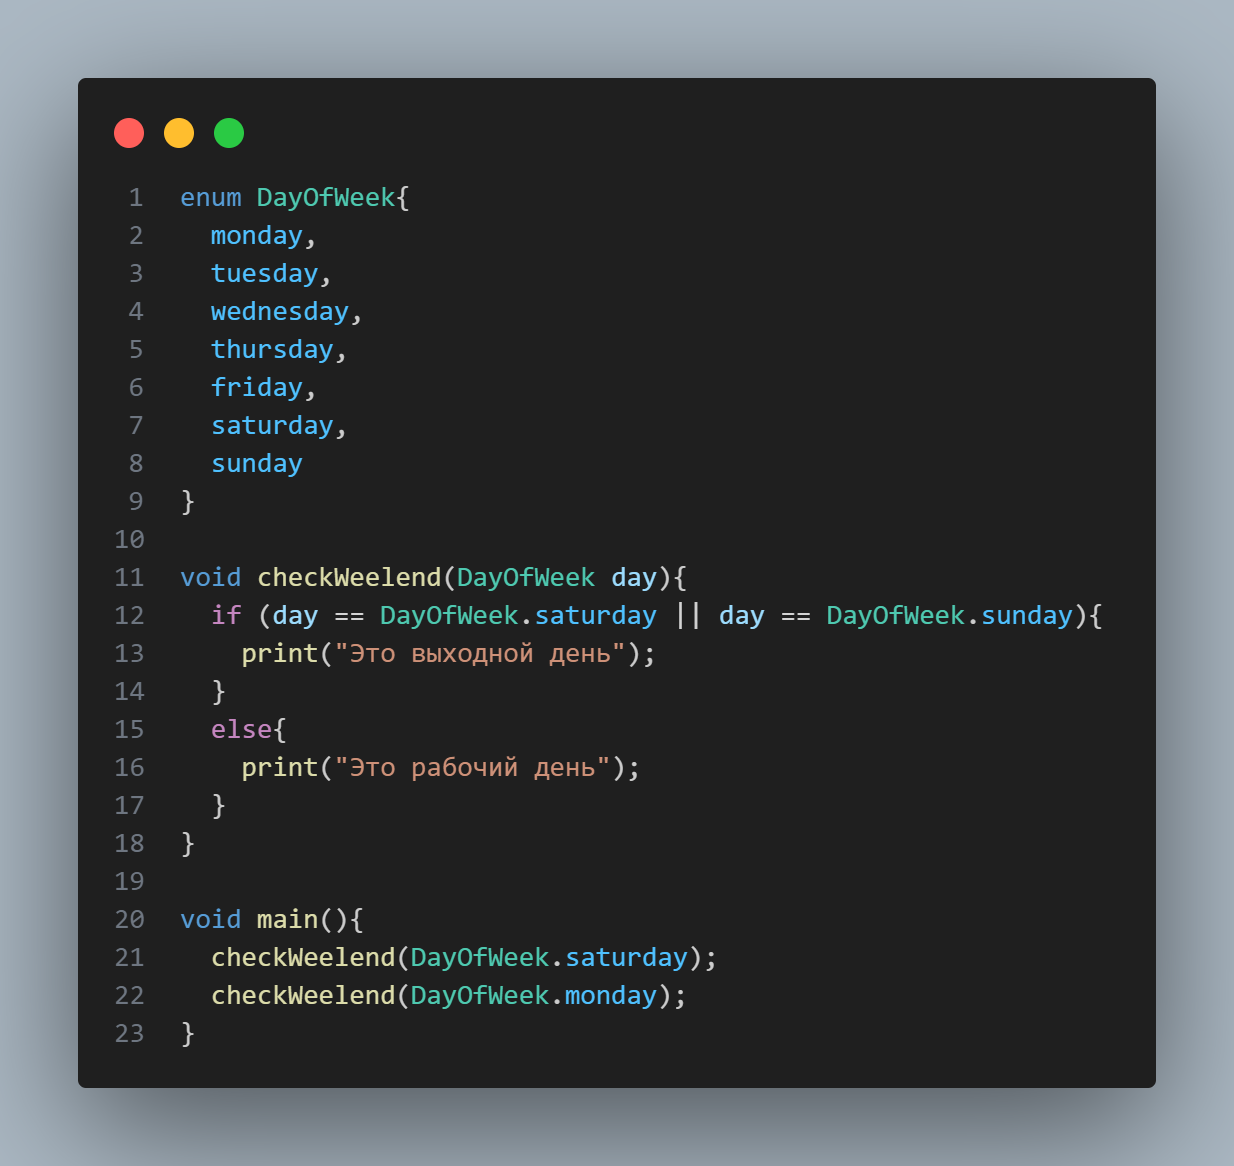 1 enum DayOfWeek{
2   monday,
3   tuesday,
4   wednesday,
5   thursday,
6   friday,
7   saturday,
8   sunday
9 }
10
11 void checkWeelend(DayOfWeek day){
12   if (day == DayOfWeek.saturday || day == DayOfWeek.sunday){
13     print("Это выходной день");
14   }
15   else{
16     print("Это рабочий день");
17   }
18 }
19
20 void main(){
21   checkWeelend(DayOfWeek.saturday);
22   checkWeelend(DayOfWeek.monday);
23 }